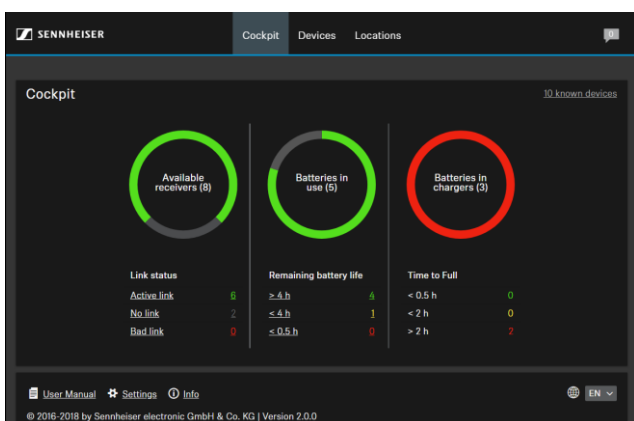 SENNHEISER
Cockpit Devices Locations 0
Cockpit 10 known devices
Available
receivers (8)
Batteries in
use (5)
Batteries in
chargers (3)
Link status
Active link 6
No link 2
Bad link 0
Remaining battery life
≥ 4 h 4
< 4 h 1
≤ 0.5 h 0
Time to Full
< 0.5 h 0
< 2 h 0
> 2 h 2
User Manual Settings Info EN
© 2016-2018 by Sennheiser electronic GmbH & Co. KG | Version 2.0.0